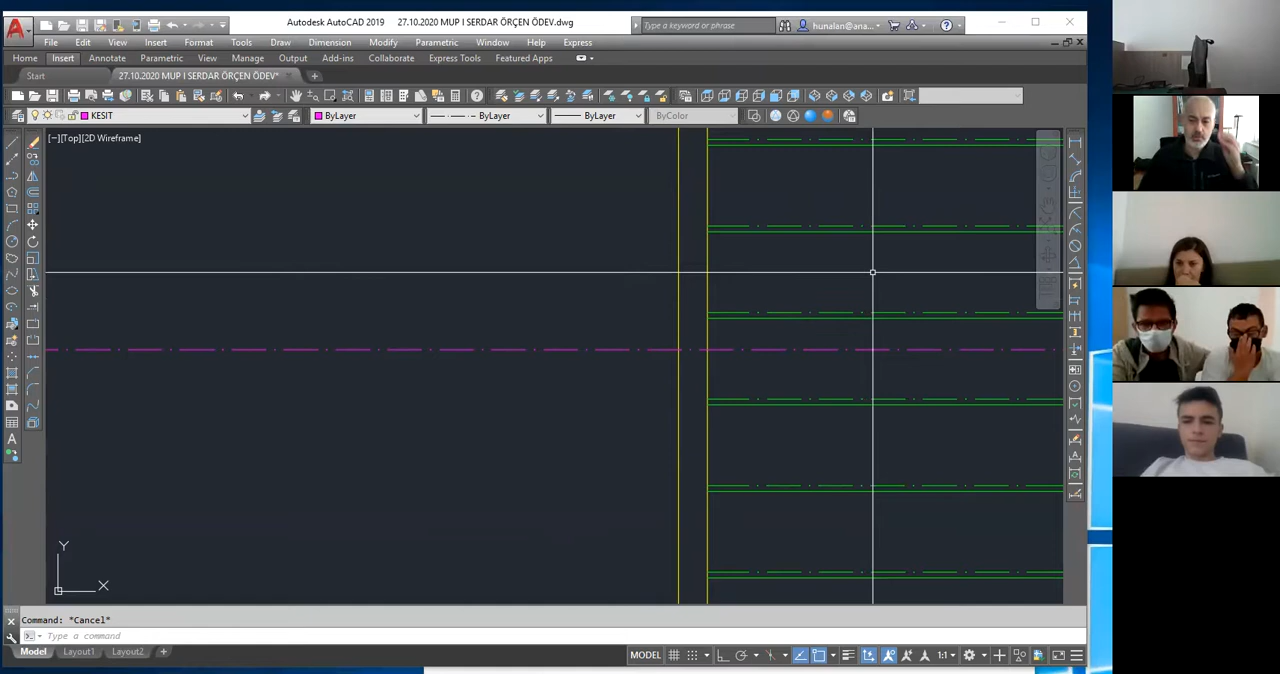 Autodesk AutoCAD 2019 27.10.2020 MUP I SERDAR ÖRÇEN ÖDEV.dwg
Type a keyword or phrase
hunalan@ana...
File Edit View Insert Format Tools Draw Dimension Modify Parametric Window Help Express
Home Insert Annotate Parametric View Manage Output Add-ins Collaborate Express Tools Featured Apps
Start 27.10.2020 MUP I SERDAR ÖRÇEN ÖDEV*
KESIT ByLayer ByLayer ByLayer ByColor
[−][Top][2D Wireframe]
Y
X
Command: *Cancel*
Type a command
Model Layout1 Layout2 +
MODEL 1:1